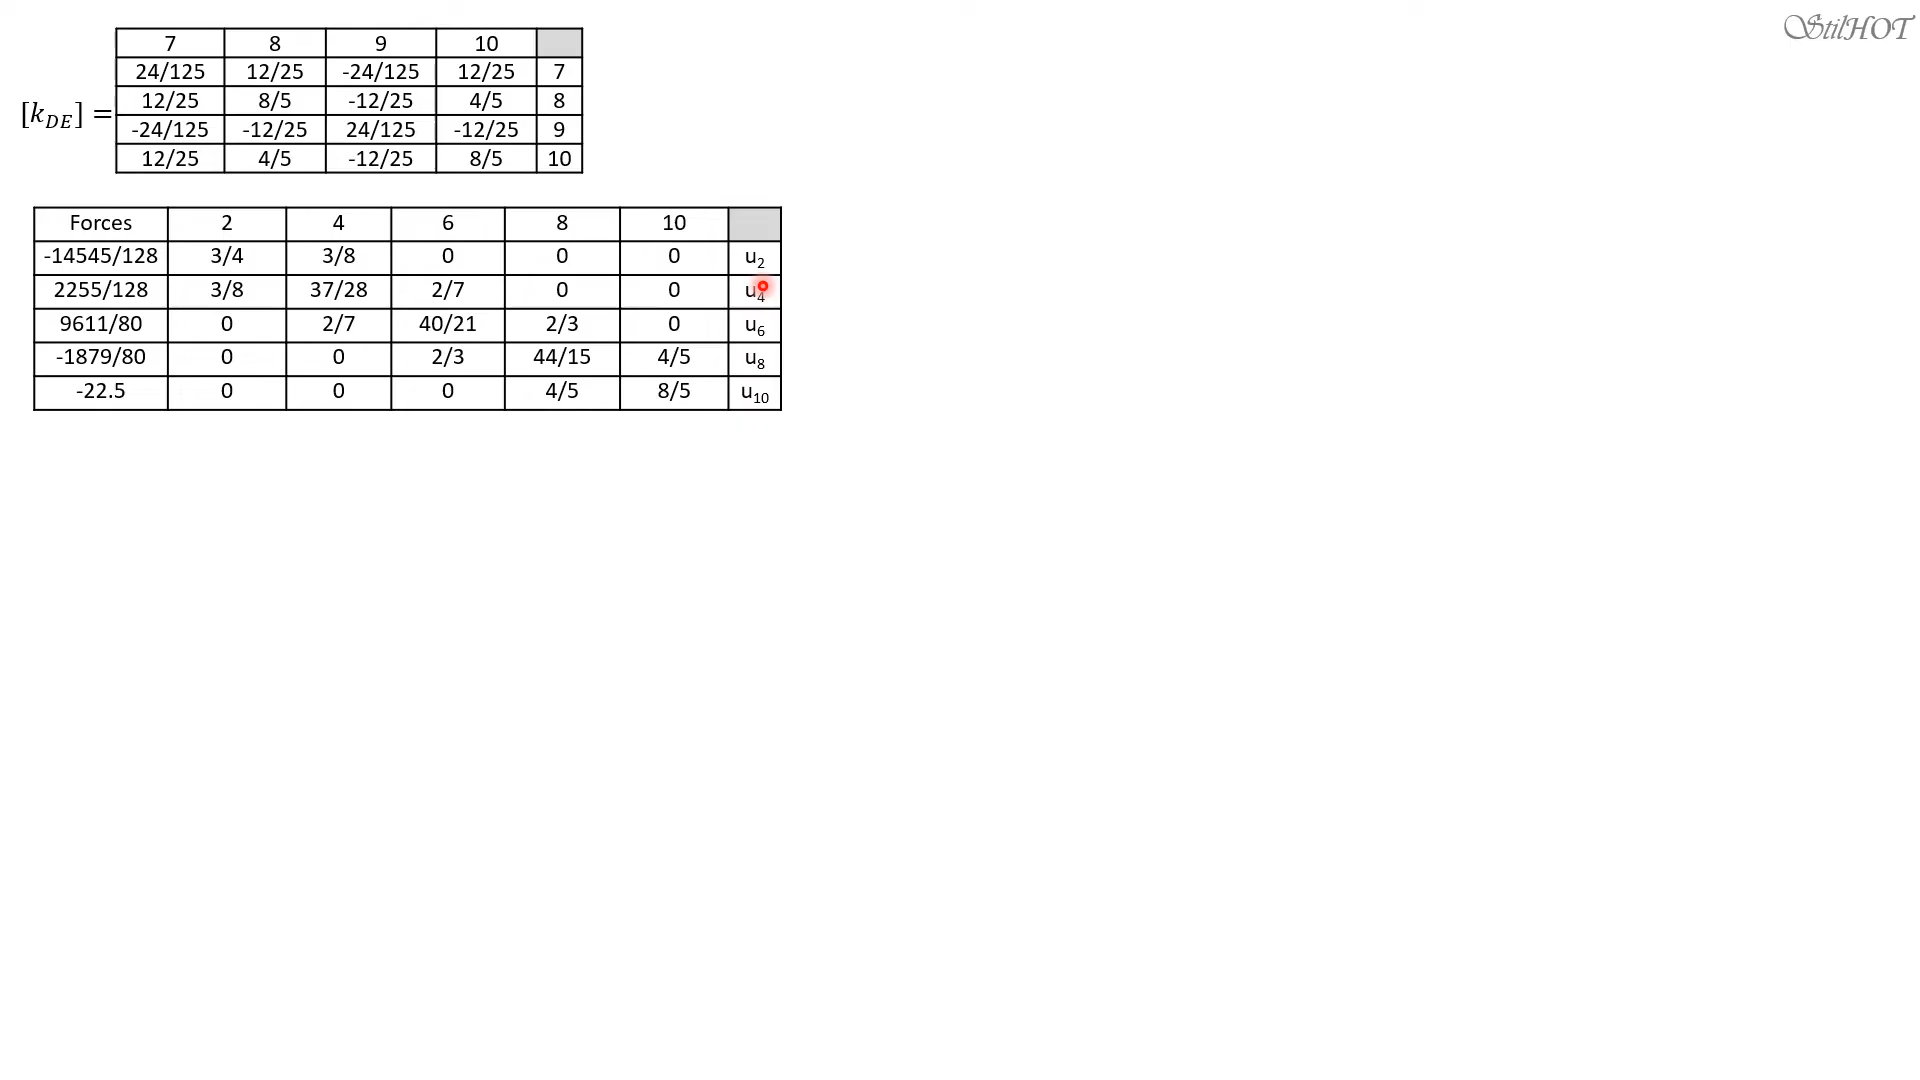 StilHOT
7 8 9 10
24/125 12/25 -24/125 12/25 7
12/25 8/5 -12/25 4/5 8
[k_DE] =
-24/125 -12/25 24/125 -12/25 9
12/25 4/5 -12/25 8/5 10
Forces 2 4 6 8 10
-14545/128 3/4 3/8 0 0 0 u2
2255/128 3/8 37/28 2/7 0 0 u4
9611/80 0 2/7 40/21 2/3 0 u6
-1879/80 0 0 2/3 44/15 4/5 u8
-22.5 0 0 0 4/5 8/5 u10